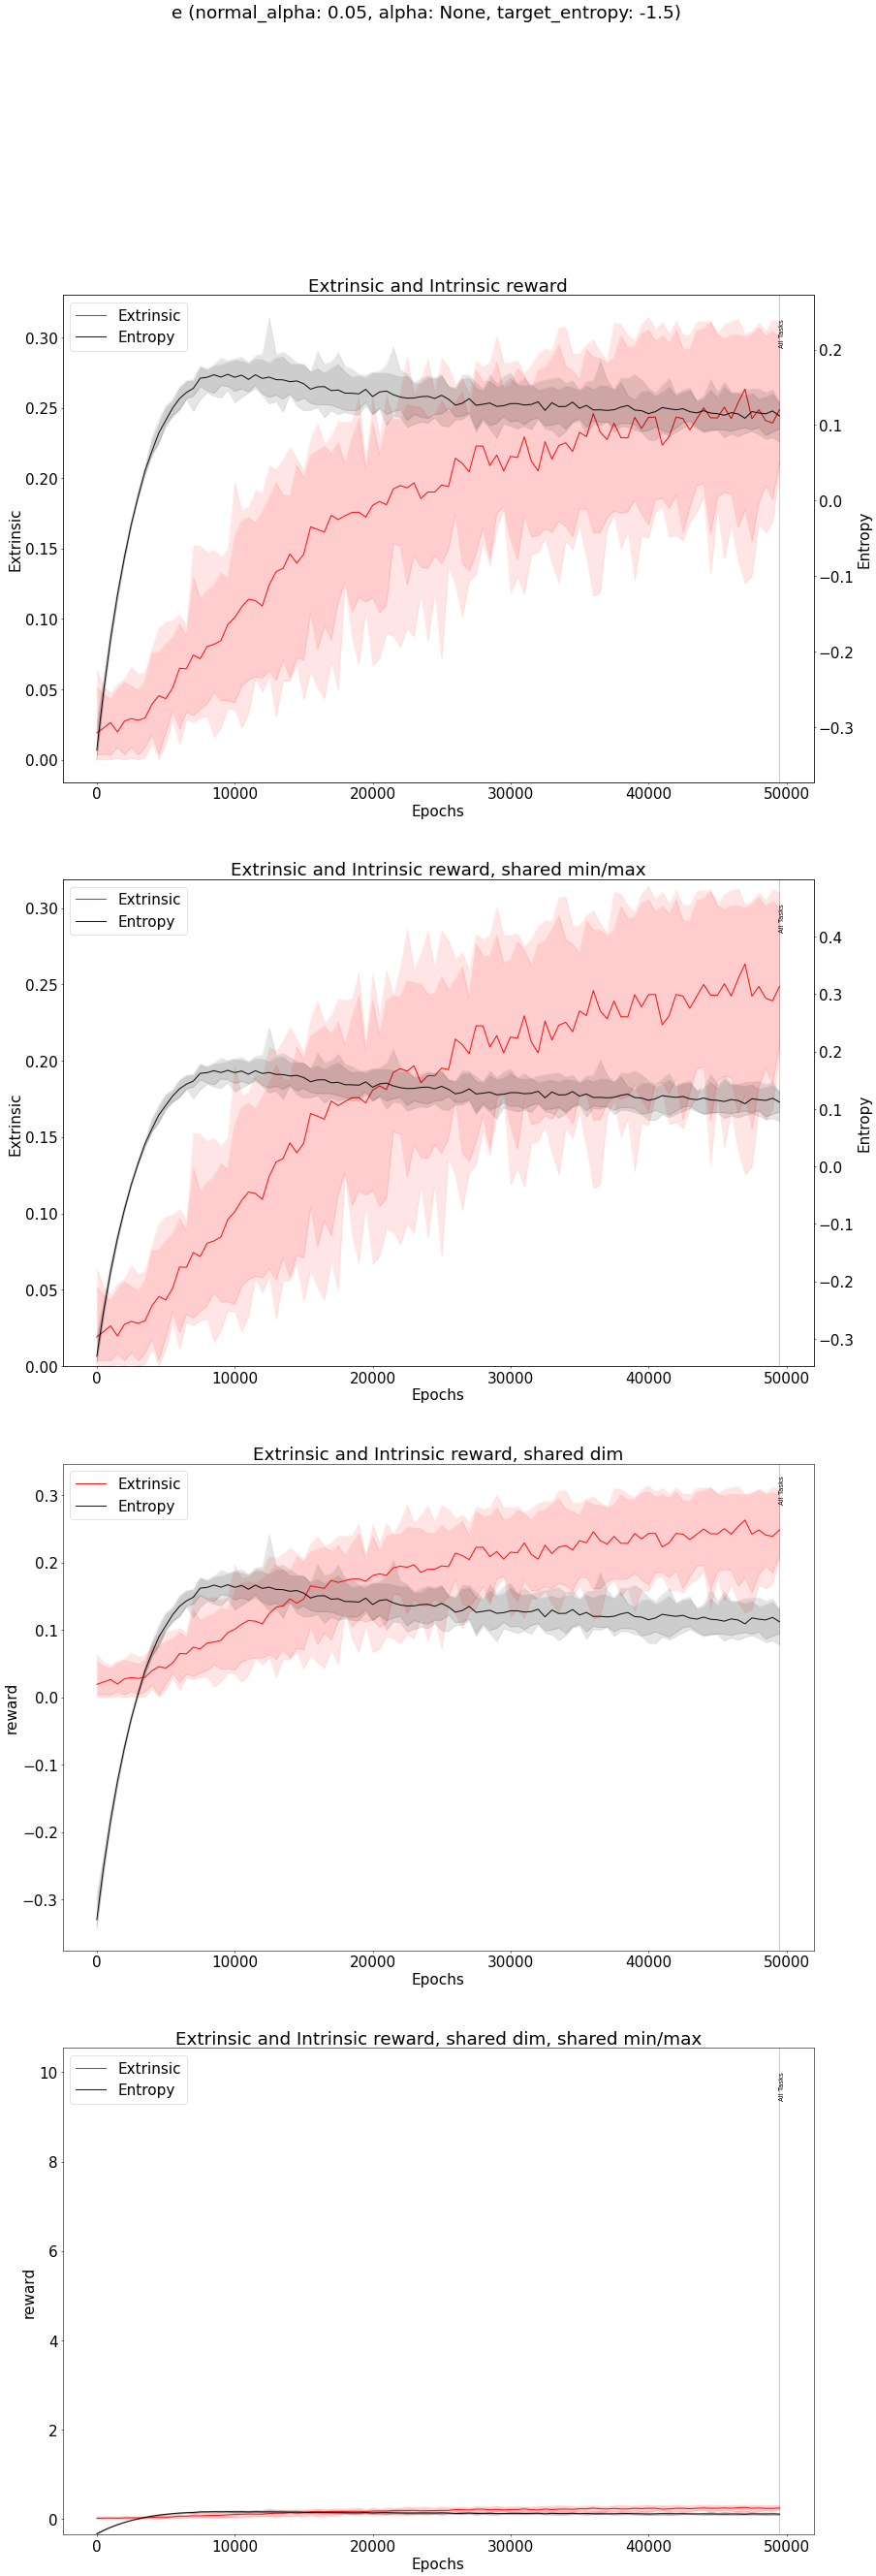 e (normal_alpha: 0.05, alpha: None, target_entropy: -1.5)
Extrinsic and Intrinsic reward
Extrinsic
Entropy
All Tasks
0.30
0.25
0.20
0.15
0.10
0.05
0.00
Extrinsic
0.2
0.1
0.0
−0.1
−0.2
−0.3
Entropy
0 10000 20000 30000 40000 50000
Epochs
Extrinsic and Intrinsic reward, shared min/max
Extrinsic
Entropy
All Tasks
0.30
0.25
0.20
0.15
0.10
0.05
0.00
Extrinsic
0.4
0.3
0.2
0.1
0.0
−0.1
−0.2
−0.3
Entropy
0 10000 20000 30000 40000 50000
Epochs
Extrinsic and Intrinsic reward, shared dim
Extrinsic
Entropy
All Tasks
0.3
0.2
0.1
0.0
−0.1
−0.2
−0.3
reward
0 10000 20000 30000 40000 50000
Epochs
Extrinsic and Intrinsic reward, shared dim, shared min/max
Extrinsic
Entropy
All Tasks
10
8
6
4
2
0
reward
0 10000 20000 30000 40000 50000
Epochs